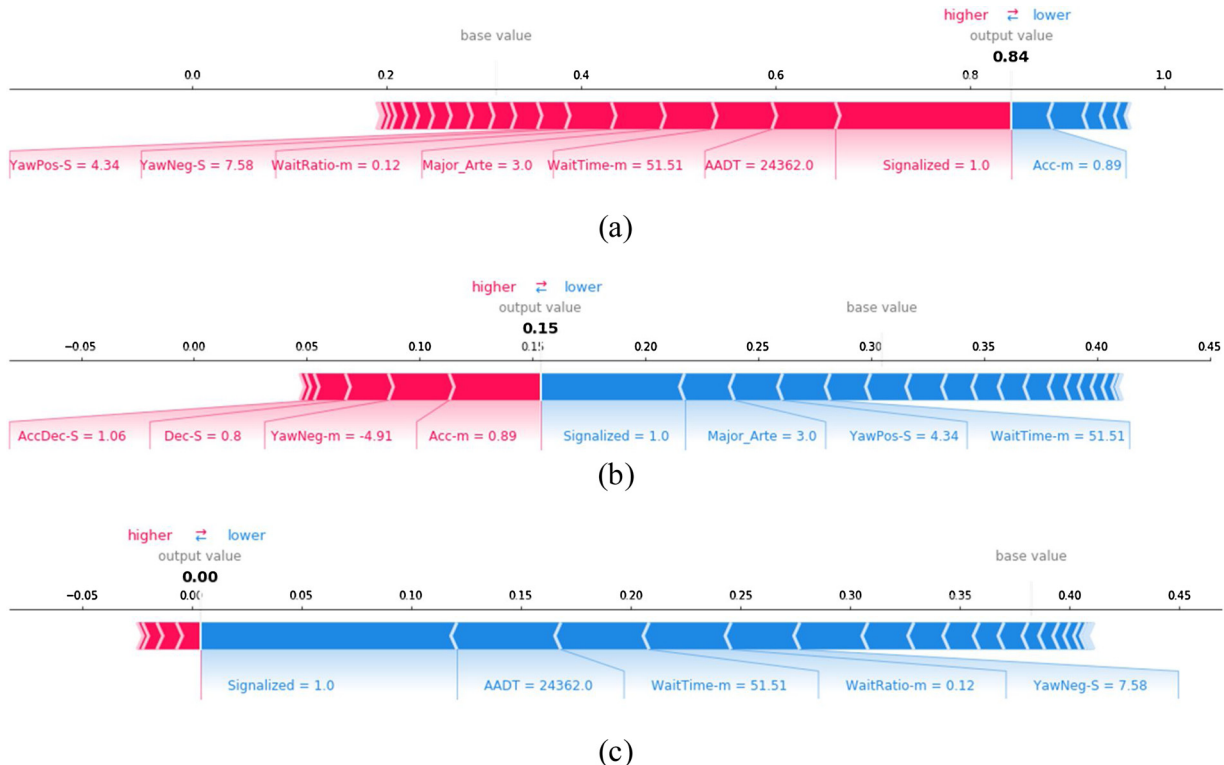 higher ⇄ lower
base value output value
0.84
0.0 0.2 0.4 0.6 0.8 1.0
YawPos-S = 4.34 YawNeg-S = 7.58 WaitRatio-m = 0.12 Major_Arte = 3.0 WaitTime-m = 51.51 AADT = 24362.0 Signalized = 1.0 Acc-m = 0.89
(a)
higher ⇄ lower
output value base value
0.15
−0.05 0.00 0.05 0.10 0.15 0.20 0.25 0.30 0.35 0.40 0.45
AccDec-S = 1.06 Dec-S = 0.8 YawNeg-m = -4.91 Acc-m = 0.89 Signalized = 1.0 Major_Arte = 3.0 YawPos-S = 4.34 WaitTime-m = 51.51
(b)
higher ⇄ lower
output value base value
0.00
−0.05 0.00 0.05 0.10 0.15 0.20 0.25 0.30 0.35 0.40 0.45
Signalized = 1.0 AADT = 24362.0 WaitTime-m = 51.51 WaitRatio-m = 0.12 YawNeg-S = 7.58
(c)